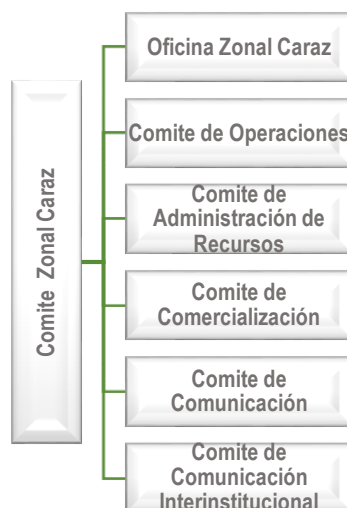 Comite Zonal Caraz
Oficina Zonal Caraz
Comite de Operaciones
Comite de
Administración de
Recursos
Comite de
Comercialización
Comite de
Comunicación
Comite de
Comunicación
Interinstitucional